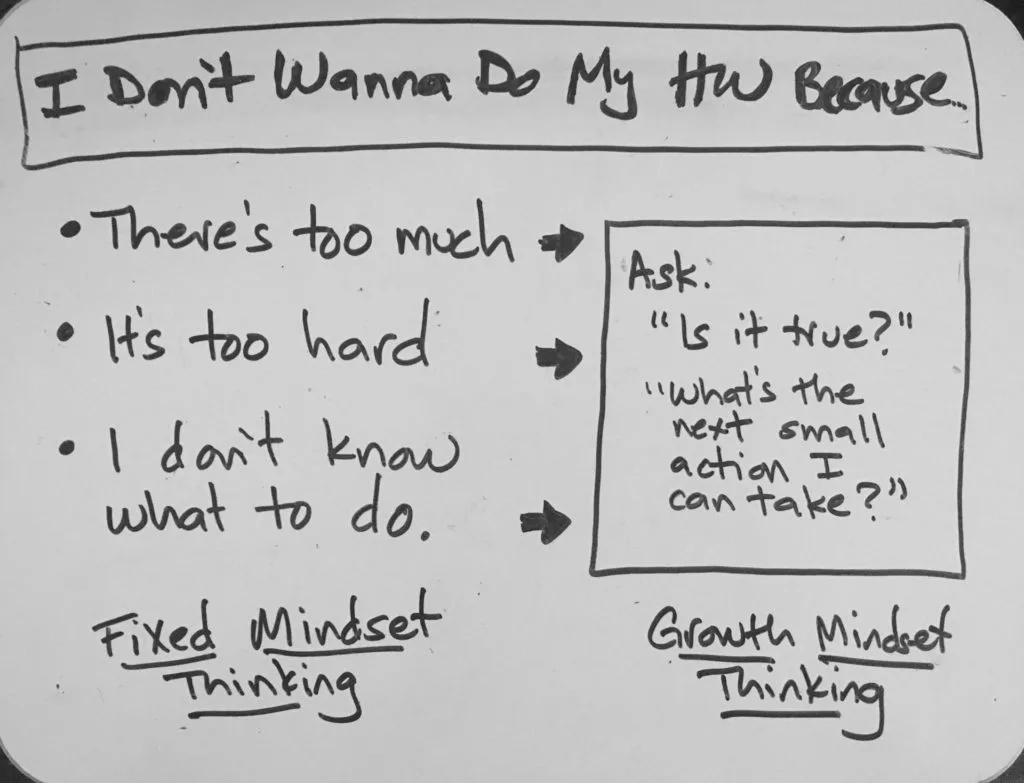 I Don't Wanna Do My HW Because...
• There's too much
• It's too hard
• I don't know
what to do.
Fixed Mindset
Thinking
Ask:
"Is it true?"
"What's the
next small
action I
can take?"
Growth Mindset
Thinking